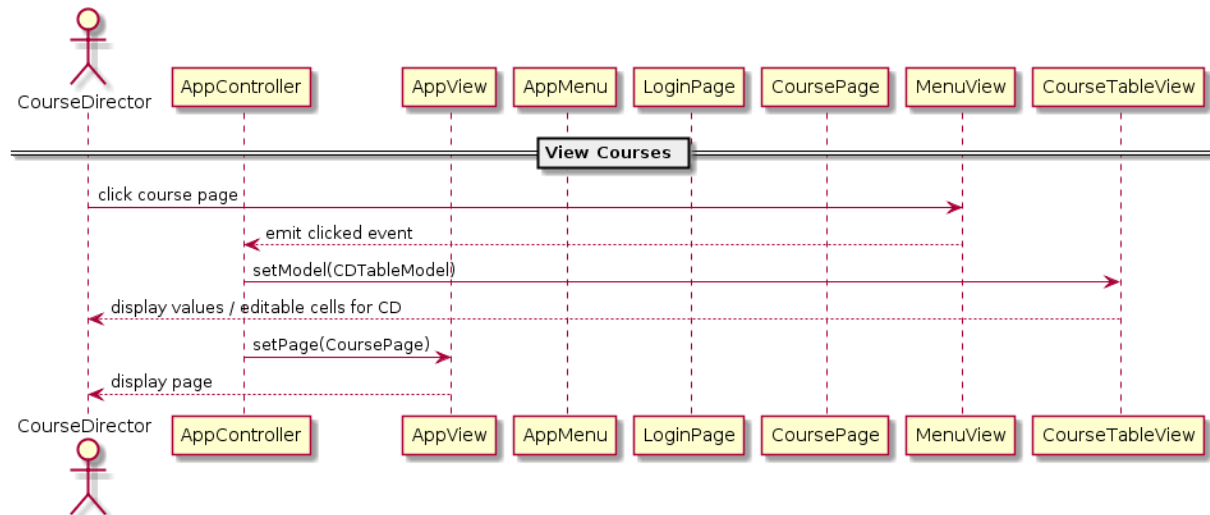 CourseDirector
AppController
AppView
AppMenu
LoginPage
CoursePage
MenuView
CourseTableView
View Courses
click course page
emit clicked event
setModel(CDTableModel)
display values / editable cells for CD
setPage(CoursePage)
display page
CourseDirector
AppController
AppView
AppMenu
LoginPage
CoursePage
MenuView
CourseTableView